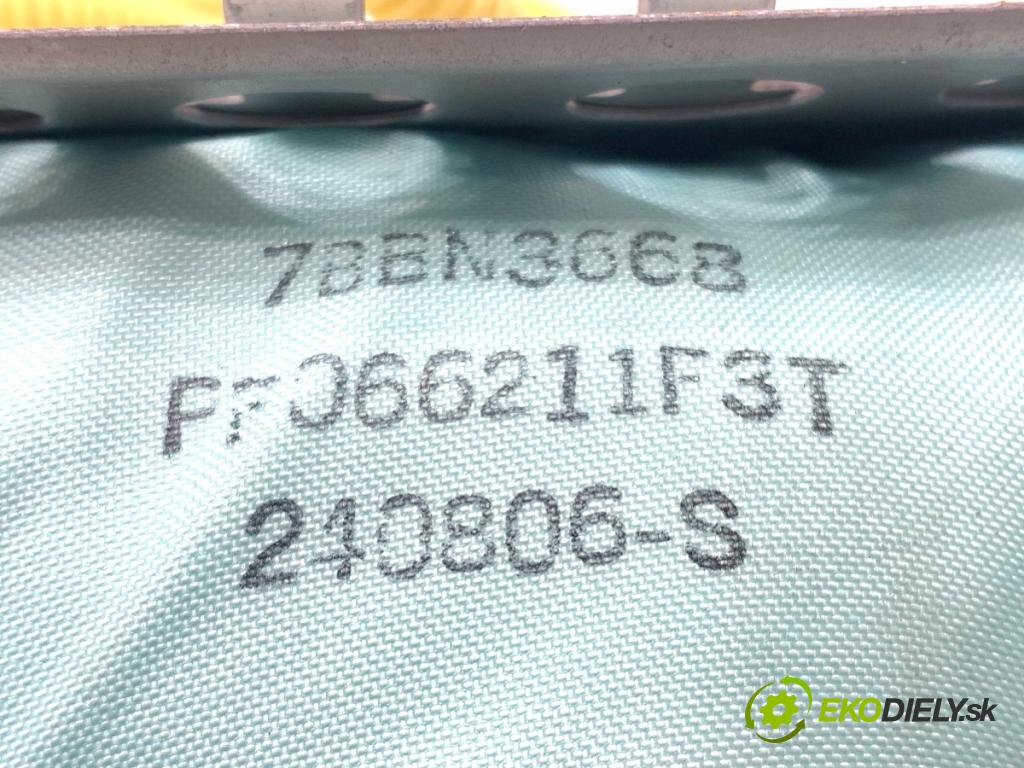 7BBN3668
PF066211F3T
240806-S
EKODIELY.sk